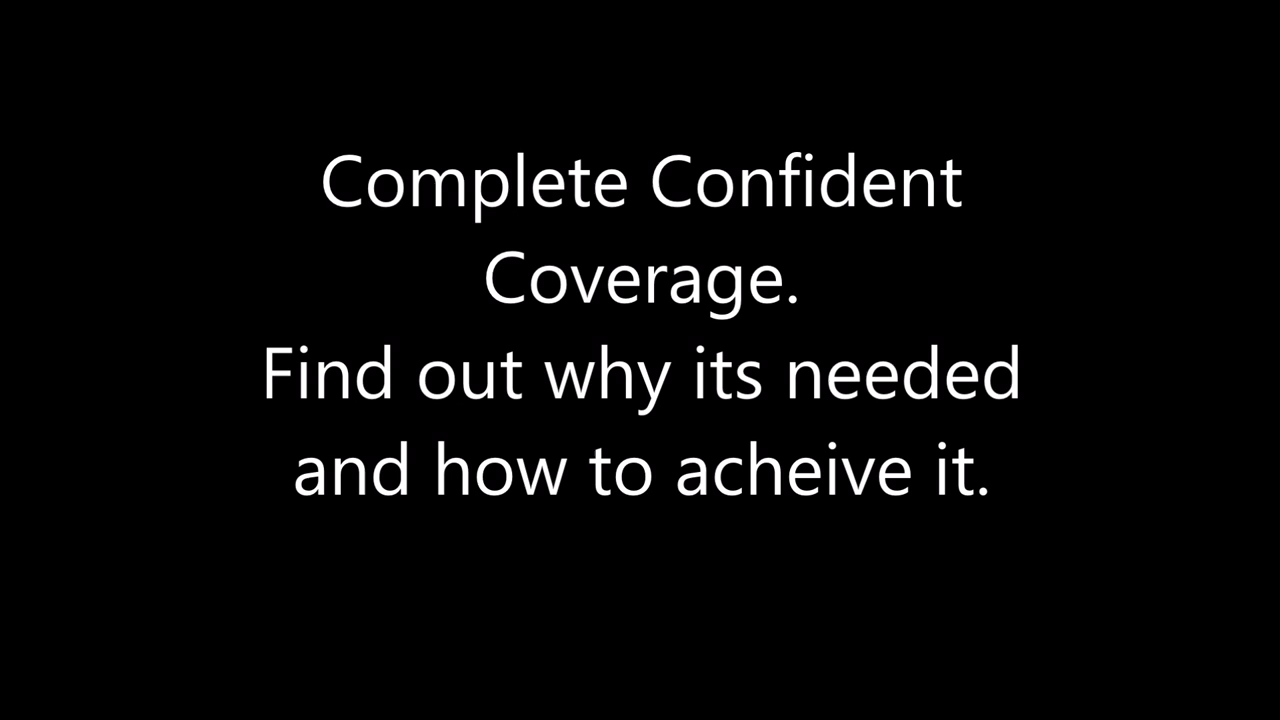 Complete Confident
Coverage.
Find out why its needed
and how to acheive it.